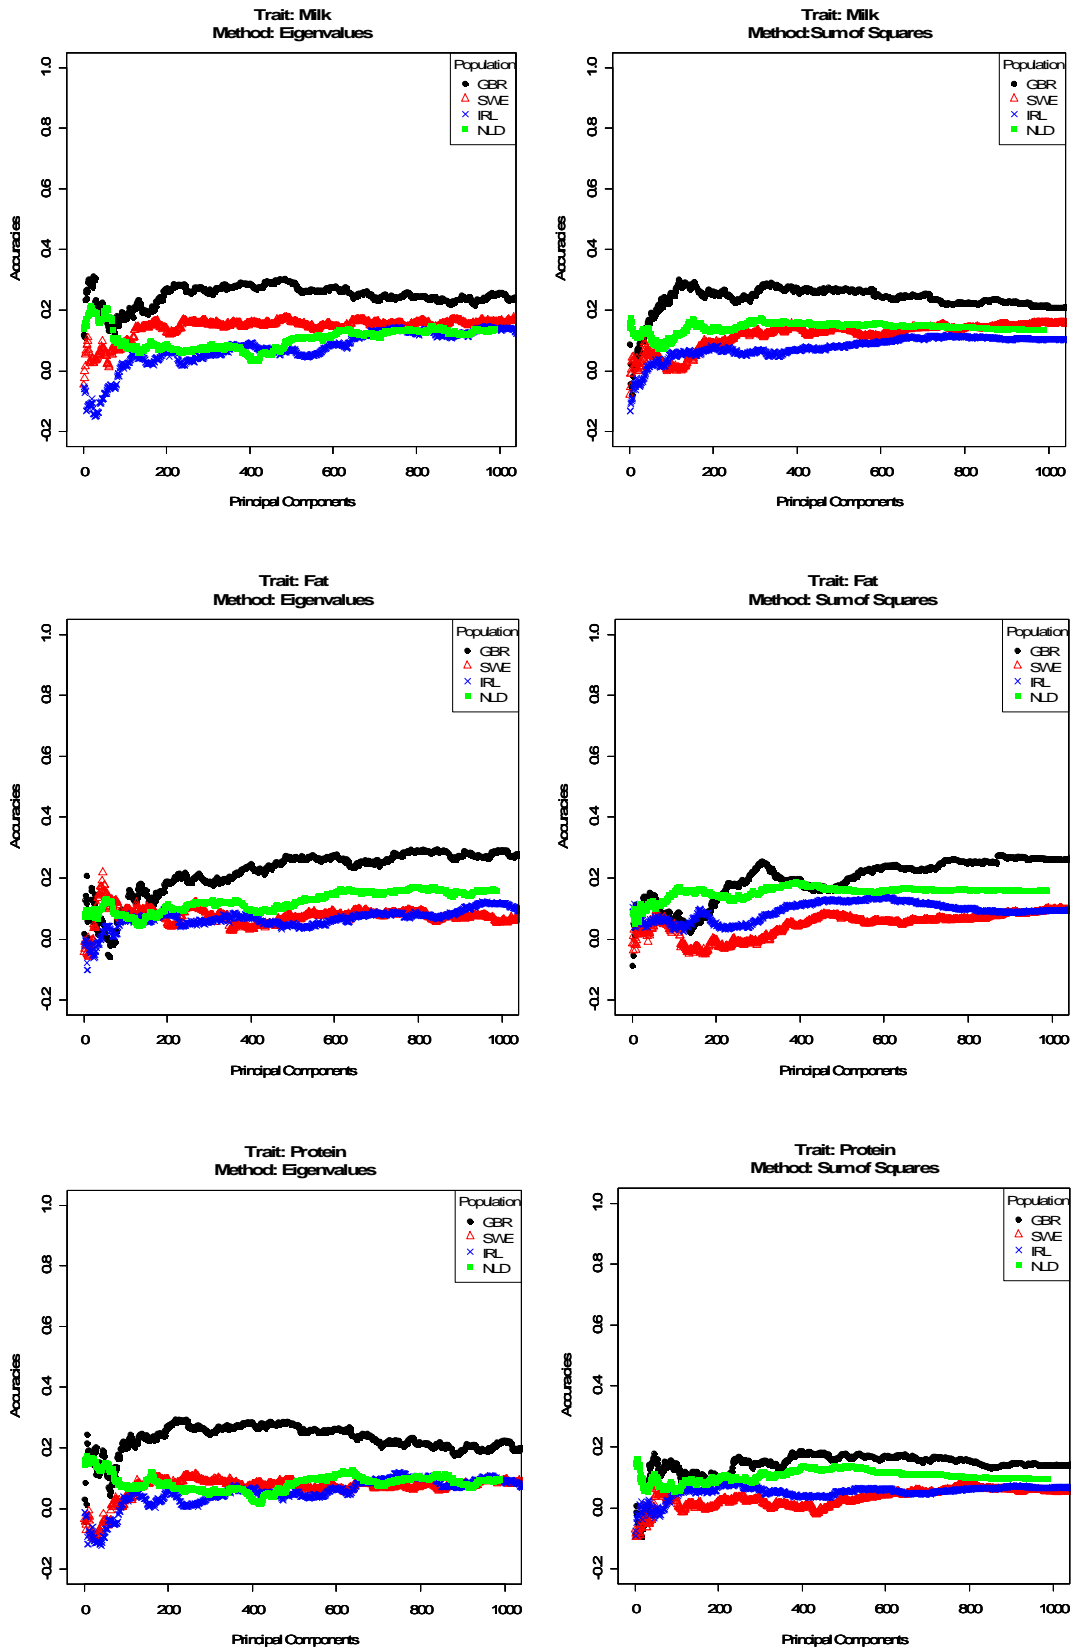 Trait: Milk
Method: Eigenvalues
Accuracies
1.0
0.8
0.6
0.4
0.2
0.0
-0.2
Population
GBR
SWE
IRL
NLD
0 200 400 600 800 1000
Principal Components
Trait: Milk
Method:Sum of Squares
Accuracies
1.0
0.8
0.6
0.4
0.2
0.0
-0.2
Population
GBR
SWE
IRL
NLD
0 200 400 600 800 1000
Principal Components
Trait: Fat
Method: Eigenvalues
Accuracies
1.0
0.8
0.6
0.4
0.2
0.0
-0.2
Population
GBR
SWE
IRL
NLD
0 200 400 600 800 1000
Principal Components
Trait: Fat
Method: Sum of Squares
Accuracies
1.0
0.8
0.6
0.4
0.2
0.0
-0.2
Population
GBR
SWE
IRL
NLD
0 200 400 600 800 1000
Principal Components
Trait: Protein
Method: Eigenvalues
Accuracies
1.0
0.8
0.6
0.4
0.2
0.0
-0.2
Population
GBR
SWE
IRL
NLD
0 200 400 600 800 1000
Principal Components
Trait: Protein
Method: Sum of Squares
Accuracies
1.0
0.8
0.6
0.4
0.2
0.0
-0.2
Population
GBR
SWE
IRL
NLD
0 200 400 600 800 1000
Principal Components